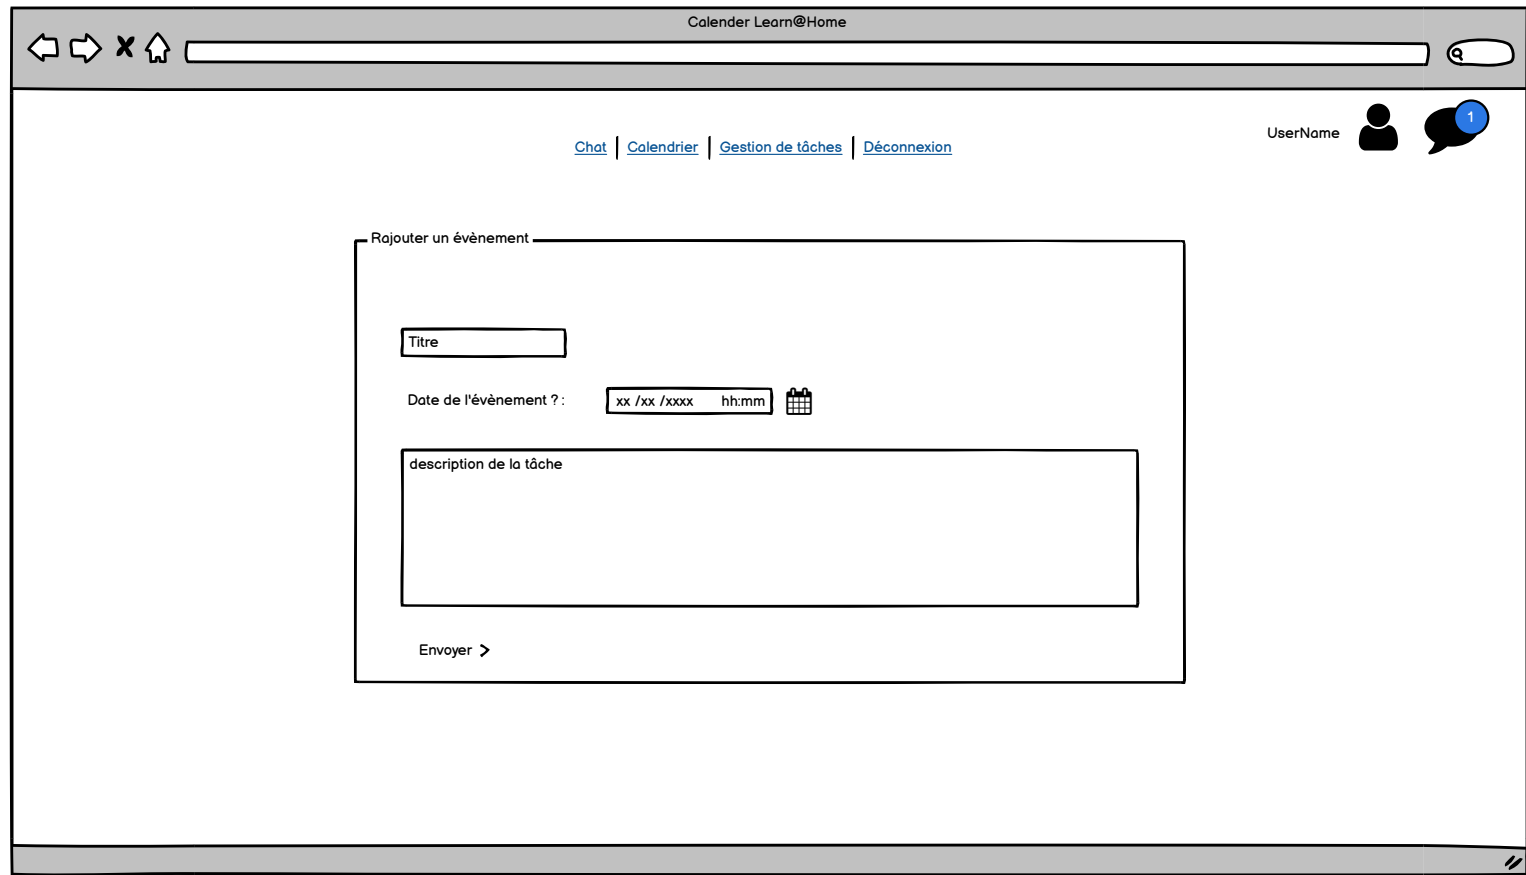 Calender Learn@Home
UserName
1
Chat Calendrier Gestion de tâches Déconnexion
Rajouter un évènement
Titre
Date de l'évènement ? : xx /xx /xxxx hh:mm
description de la tâche
Envoyer